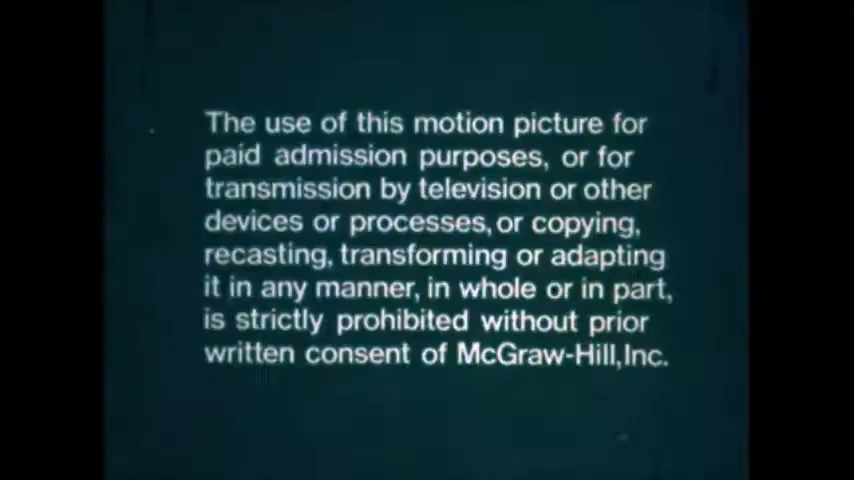 The use of this motion picture for
paid admission purposes, or for
transmission by television or other
devices or processes, or copying,
recasting, transforming or adapting
it in any manner, in whole or in part,
is strictly prohibited without prior
written consent of McGraw-Hill, Inc.